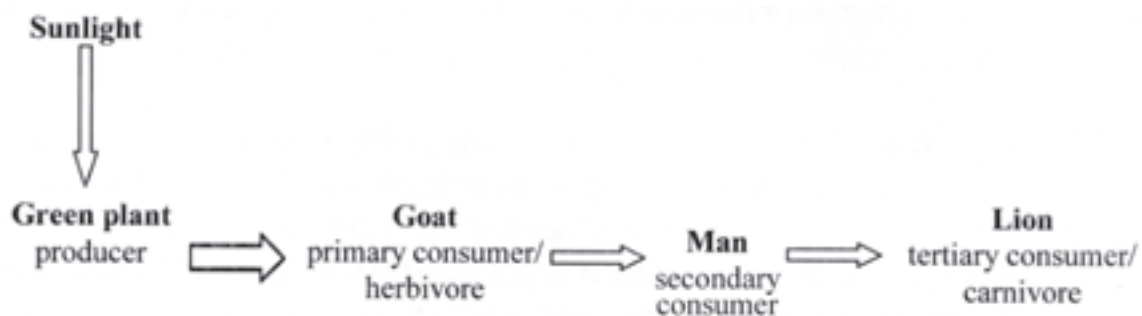 Sunlight
Green plant
producer
Goat
primary consumer/
herbivore
Man
secondary
consumer
Lion
tertiary consumer/
carnivore